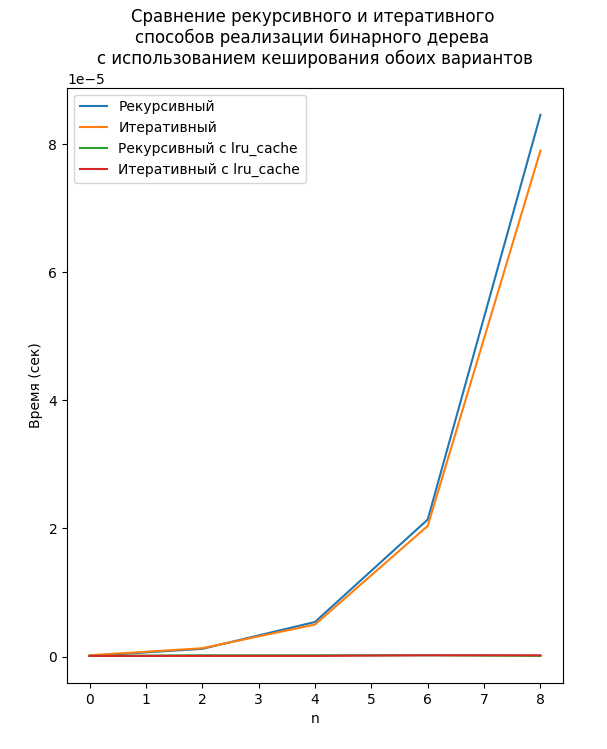 Сравнение рекурсивного и итеративного
способов реализации бинарного дерева
с использованием кеширования обоих вариантов
1e−5
Рекурсивный
Итеративный
Рекурсивный с lru_cache
Итеративный с lru_cache
8
6
4
2
0
Время (сек)
0 1 2 3 4 5 6 7 8
n